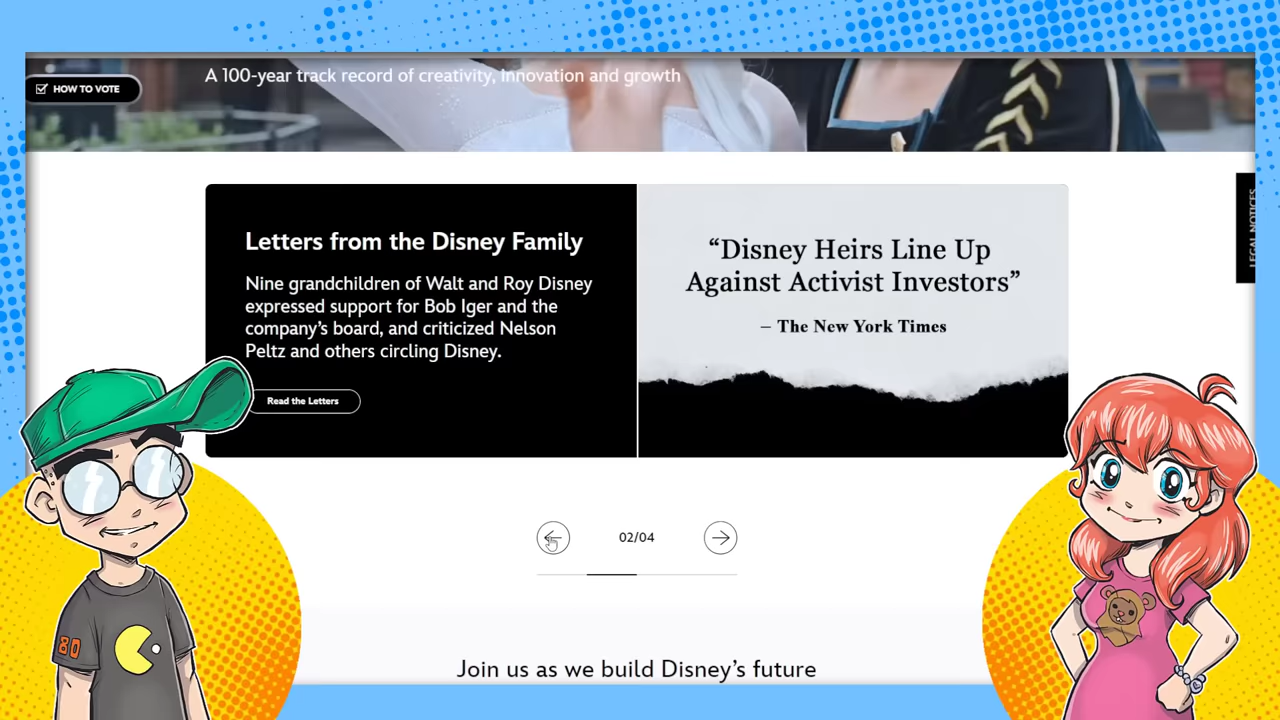 A 100-year track record of creativity, innovation and growth
HOW TO VOTE
LEGAL NOTICES
Letters from the Disney Family
Nine grandchildren of Walt and Roy Disney
expressed support for Bob Iger and the
company's board, and criticized Nelson
Peltz and others circling Disney.
Read the Letters
“Disney Heirs Line Up
Against Activist Investors”
– The New York Times
02/04
Join us as we build Disney's future
80